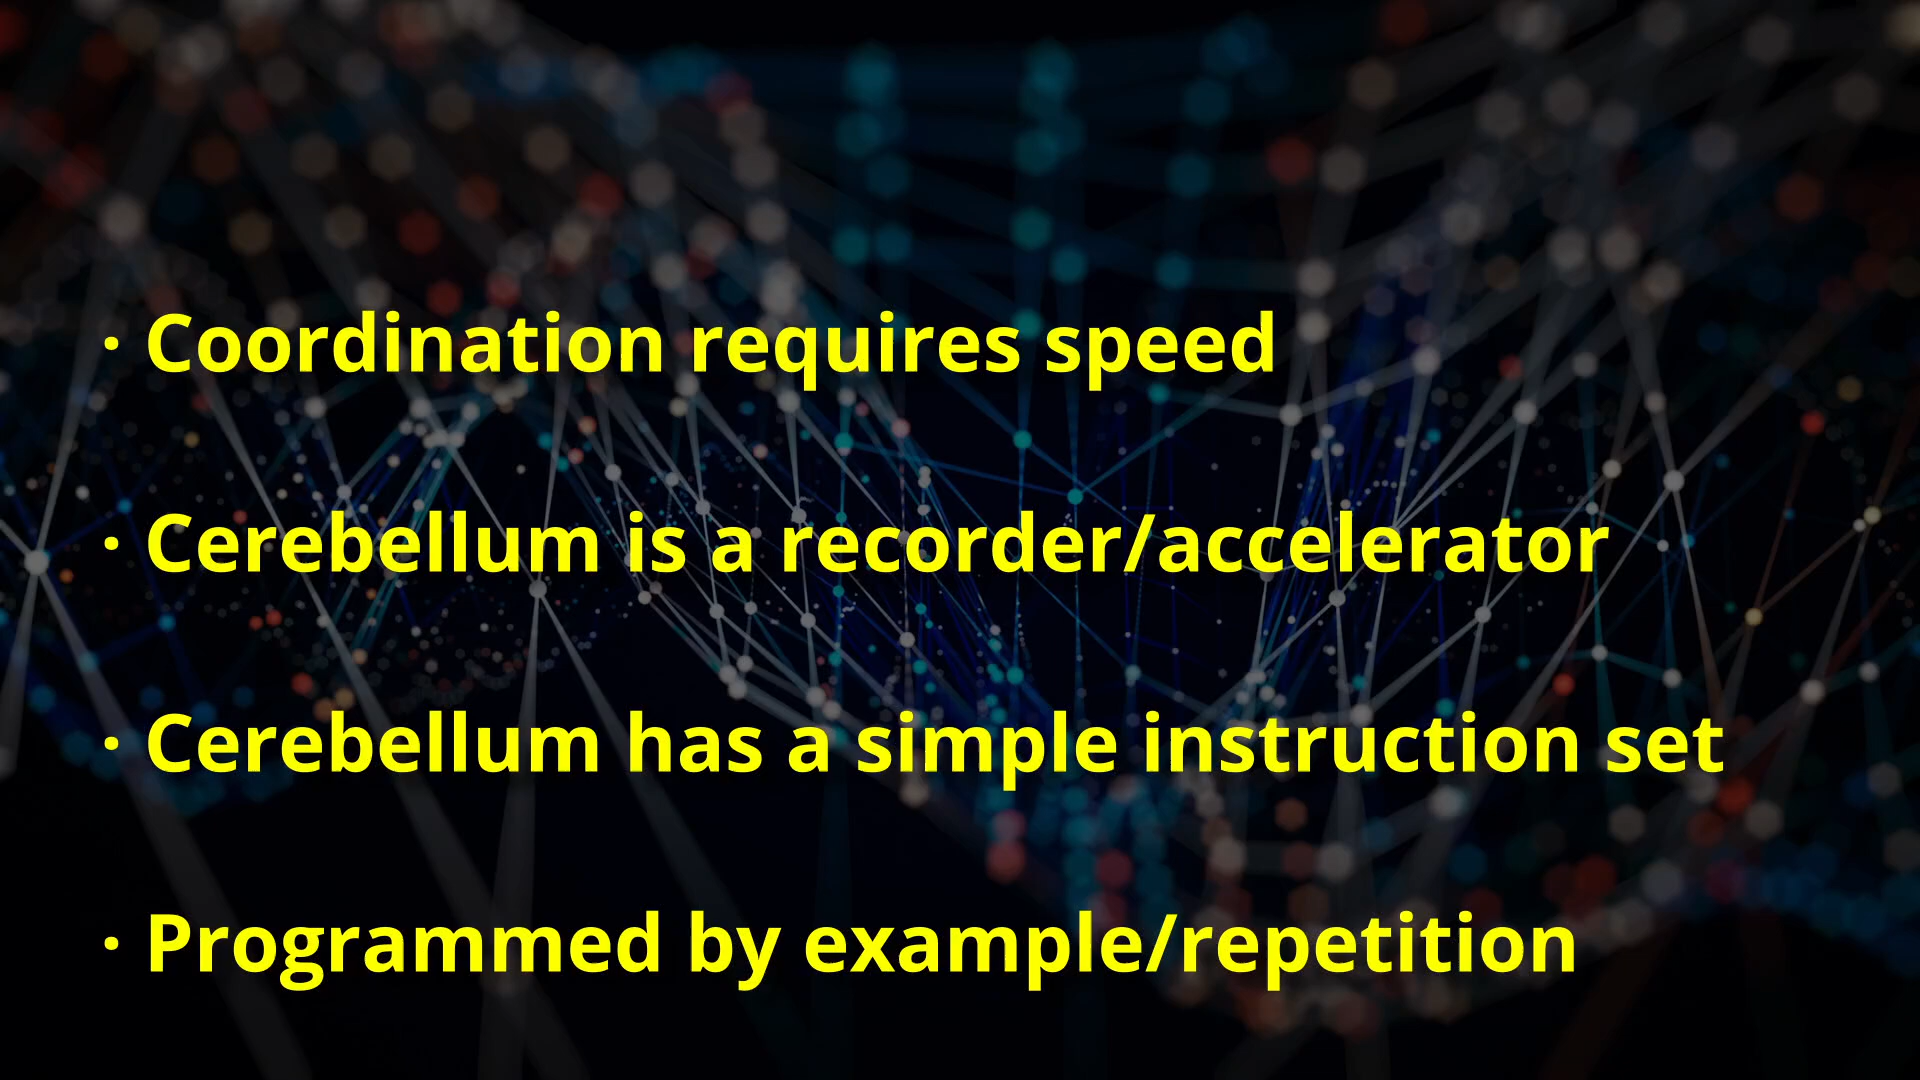 · Coordination requires speed
· Cerebellum is a recorder/accelerator
· Cerebellum has a simple instruction set
· Programmed by example/repetition